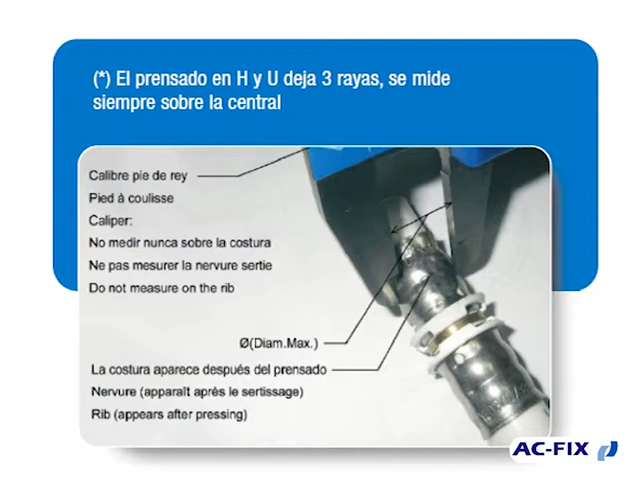 (*) El prensado en H y U deja 3 rayas, se mide
siempre sobre la central
Calibre pie de rey
Pied à coulisse
Caliper:
No medir nunca sobre la costura
Ne pas mesurer la nervure sertie
Do not measure on the rib
Ø(Diam.Max.)
La costura aparece después del prensado
Nervure (apparaît après le sertissage)
Rib (appears after pressing)
AC-FIX